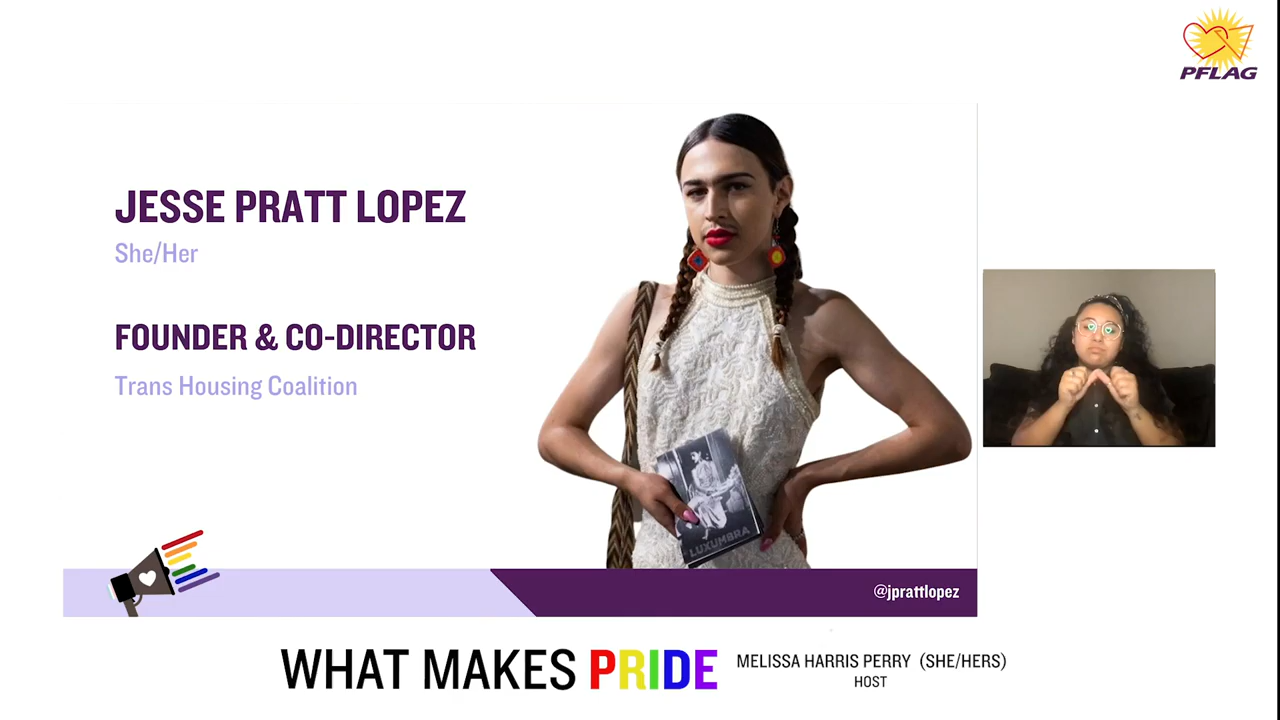 PFLAG
JESSE PRATT LOPEZ
She/Her
FOUNDER & CO-DIRECTOR
Trans Housing Coalition
LUXUMBRA
@jprattlopez
WHAT MAKES PRIDE
MELISSA HARRIS PERRY (SHE/HERS)
HOST